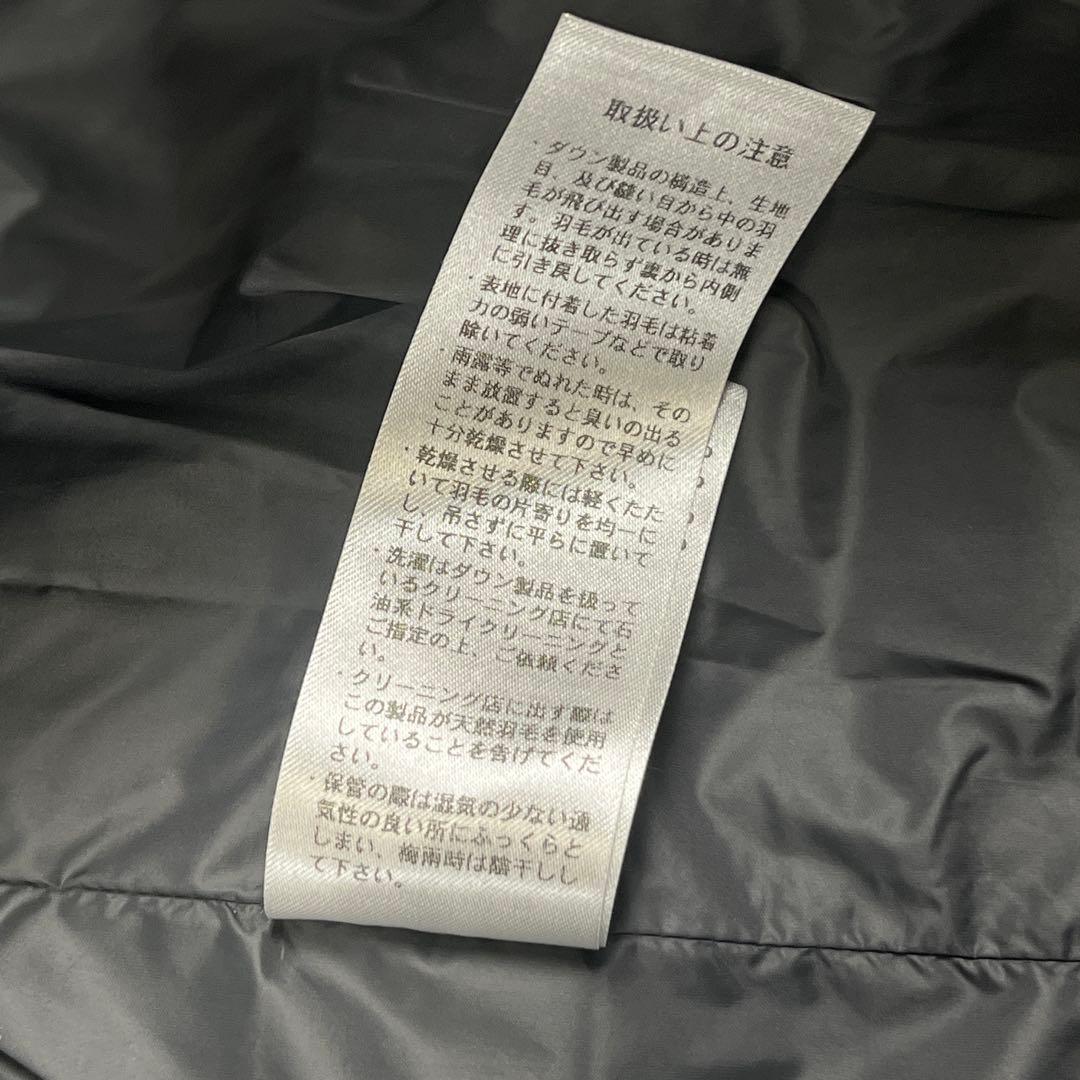 取扱い上の注意
・ダウン製品の構造上、生地
目、及び縫い目から中の羽
毛が飛び出す場合がありま
す。羽毛が出ている時は無
理に抜き取らず裏から内側
に引き戻してください。
・表地に付着した羽毛は粘着
力の弱いテープなどで取り
除いてください。
・雨露等でぬれた時は、その
まま放置すると臭いの出る
ことがありますので早めに
十分乾燥させて下さい。
・乾燥させる際には軽くたた
いて羽毛の片寄りを均一に
し、吊さずに平らに置いて
干して下さい。
・洗濯はダウン製品を扱って
いるクリーニング店にて石
油系トライクリーニングと
ご指定の上、ご依頼くださ
い。
・クリーニング店に出す際は
この製品が天然羽毛を使用
していることを告げてくだ
さい。
・保管の際は湿気の少ない通
気性の良い所にふっくらと
しまい、梅雨時は陰干しし
て下さい。